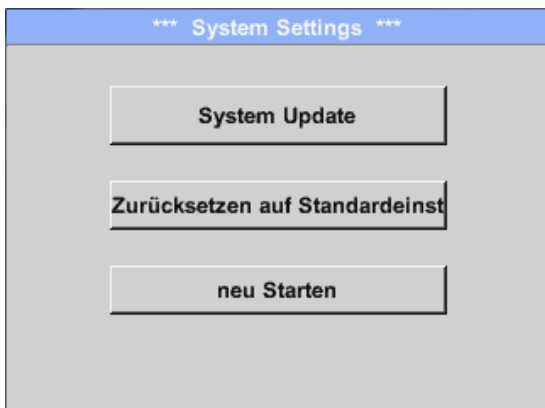 *** System Settings ***
System Update
Zurücksetzen auf Standardeinst
neu Starten